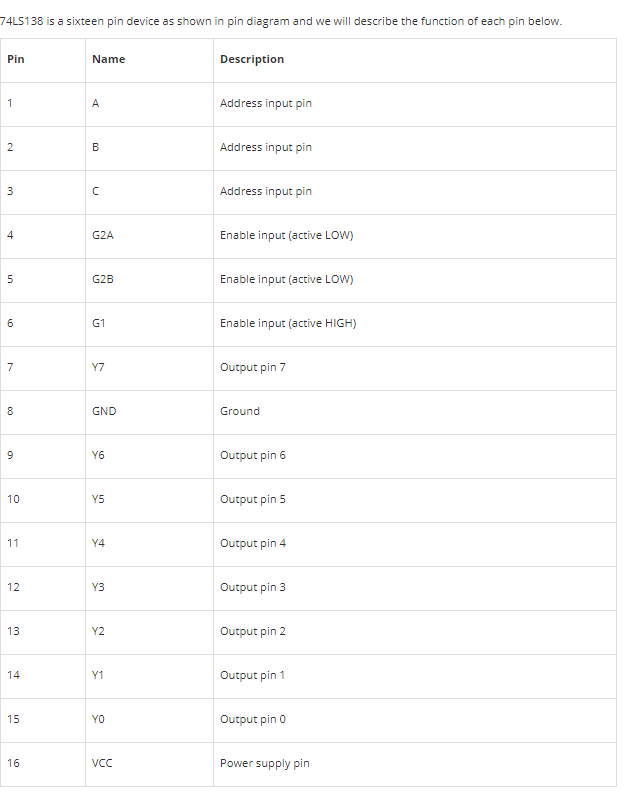 74LS138 is a sixteen pin device as shown in pin diagram and we will describe the function of each pin below.
Pin Name Description
1 A Address input pin
2 B Address input pin
3 C Address input pin
4 G2A Enable input (active LOW)
5 G2B Enable input (active LOW)
6 G1 Enable input (active HIGH)
7 Y7 Output pin 7
8 GND Ground
9 Y6 Output pin 6
10 Y5 Output pin 5
11 Y4 Output pin 4
12 Y3 Output pin 3
13 Y2 Output pin 2
14 Y1 Output pin 1
15 Y0 Output pin 0
16 VCC Power supply pin